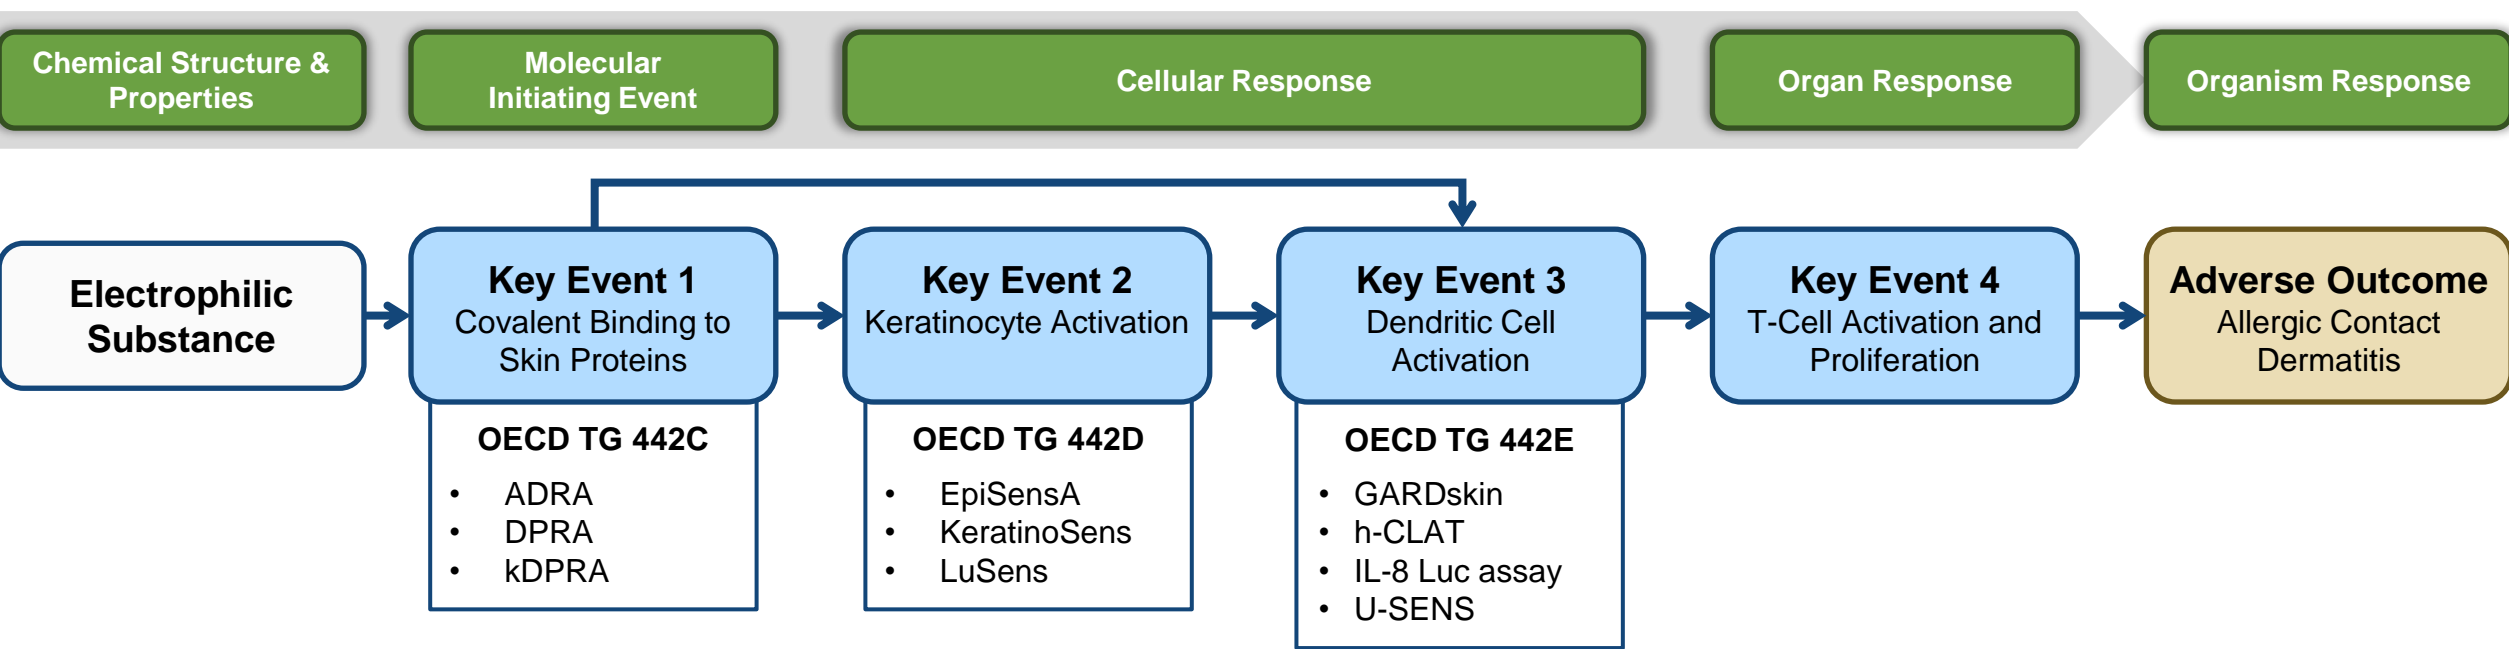 Chemical Structure &
Properties
Molecular
Initiating Event
Cellular Response
Organ Response
Organism Response
Electrophilic
Substance
Key Event 1
Covalent Binding to
Skin Proteins
Key Event 2
Keratinocyte Activation
Key Event 3
Dendritic Cell
Activation
Key Event 4
T-Cell Activation and
Proliferation
Adverse Outcome
Allergic Contact
Dermatitis
OECD TG 442C
• ADRA
• DPRA
• kDPRA
OECD TG 442D
• EpiSensA
• KeratinoSens
• LuSens
OECD TG 442E
• GARDskin
• h-CLAT
• IL-8 Luc assay
• U-SENS